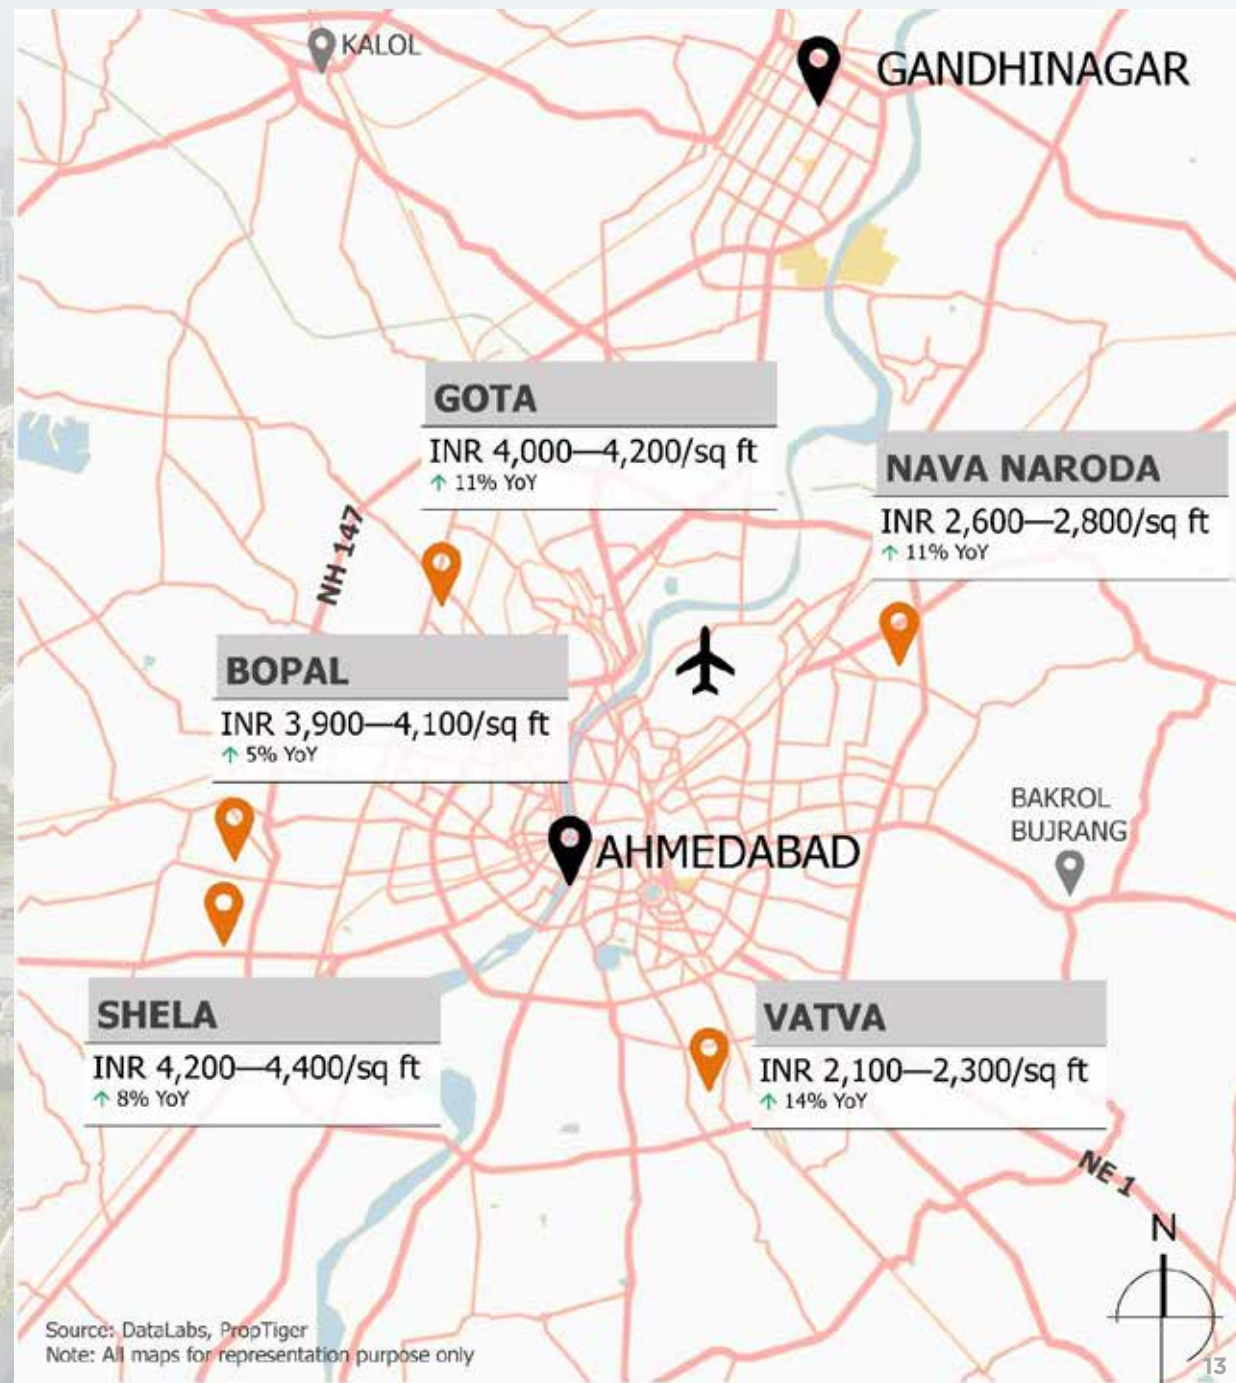 KALOL
GANDHINAGAR
GOTA
INR 4,000—4,200/sq ft
↑ 11% YoY
NAVA NARODA
INR 2,600—2,800/sq ft
↑ 11% YoY
NH 147
BOPAL
INR 3,900—4,100/sq ft
↑ 5% YoY
BAKROL
BUJRANG
AHMEDABAD
SHELA
INR 4,200—4,400/sq ft
↑ 8% YoY
VATVA
INR 2,100—2,300/sq ft
↑ 14% YoY
NE 1
N
Source: DataLabs, PropTiger
Note: All maps for representation purpose only
13